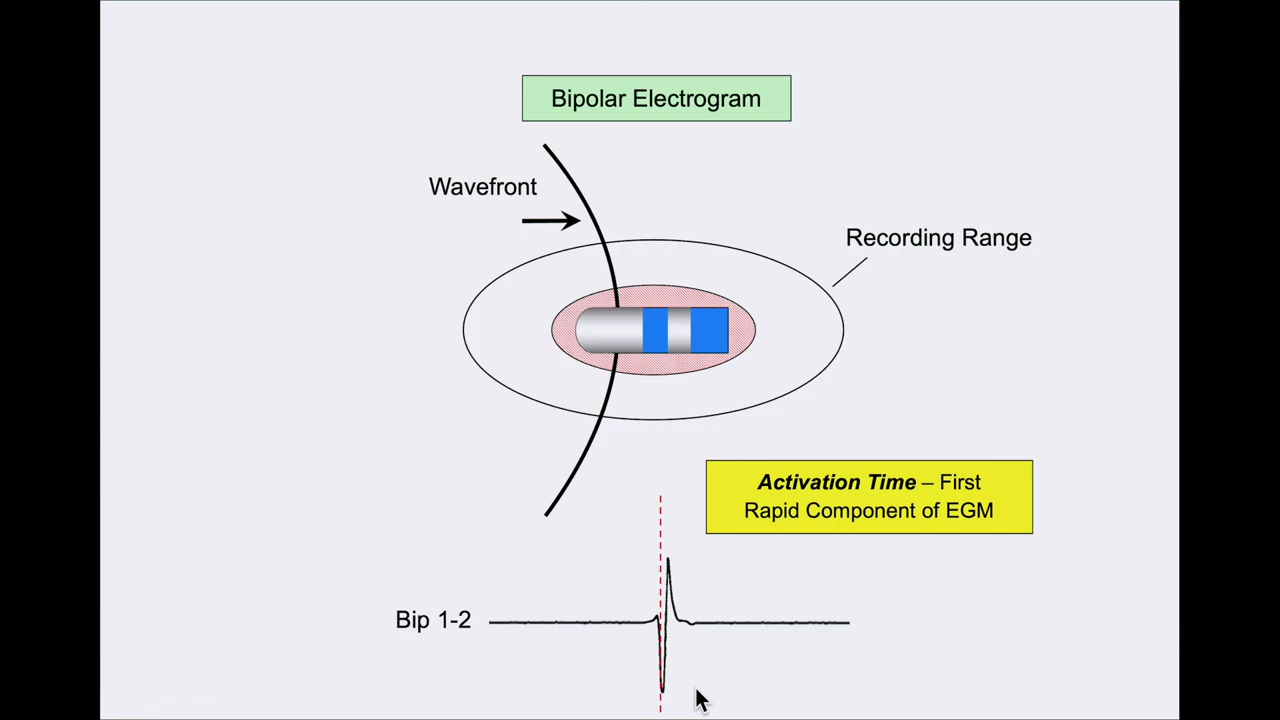 Bipolar Electrogram
Wavefront
Recording Range
Activation Time – First
Rapid Component of EGM
Bip 1-2